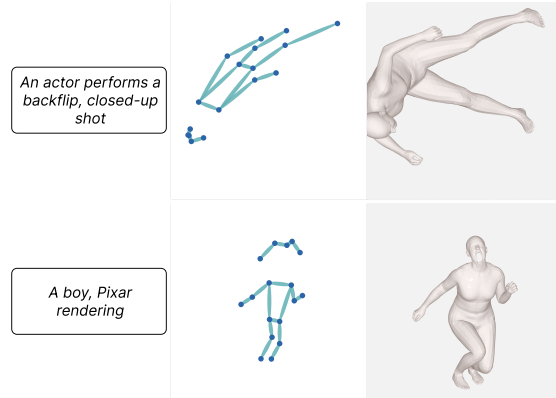 An actor performs a
backflip, closed-up
shot
A boy, Pixar
rendering